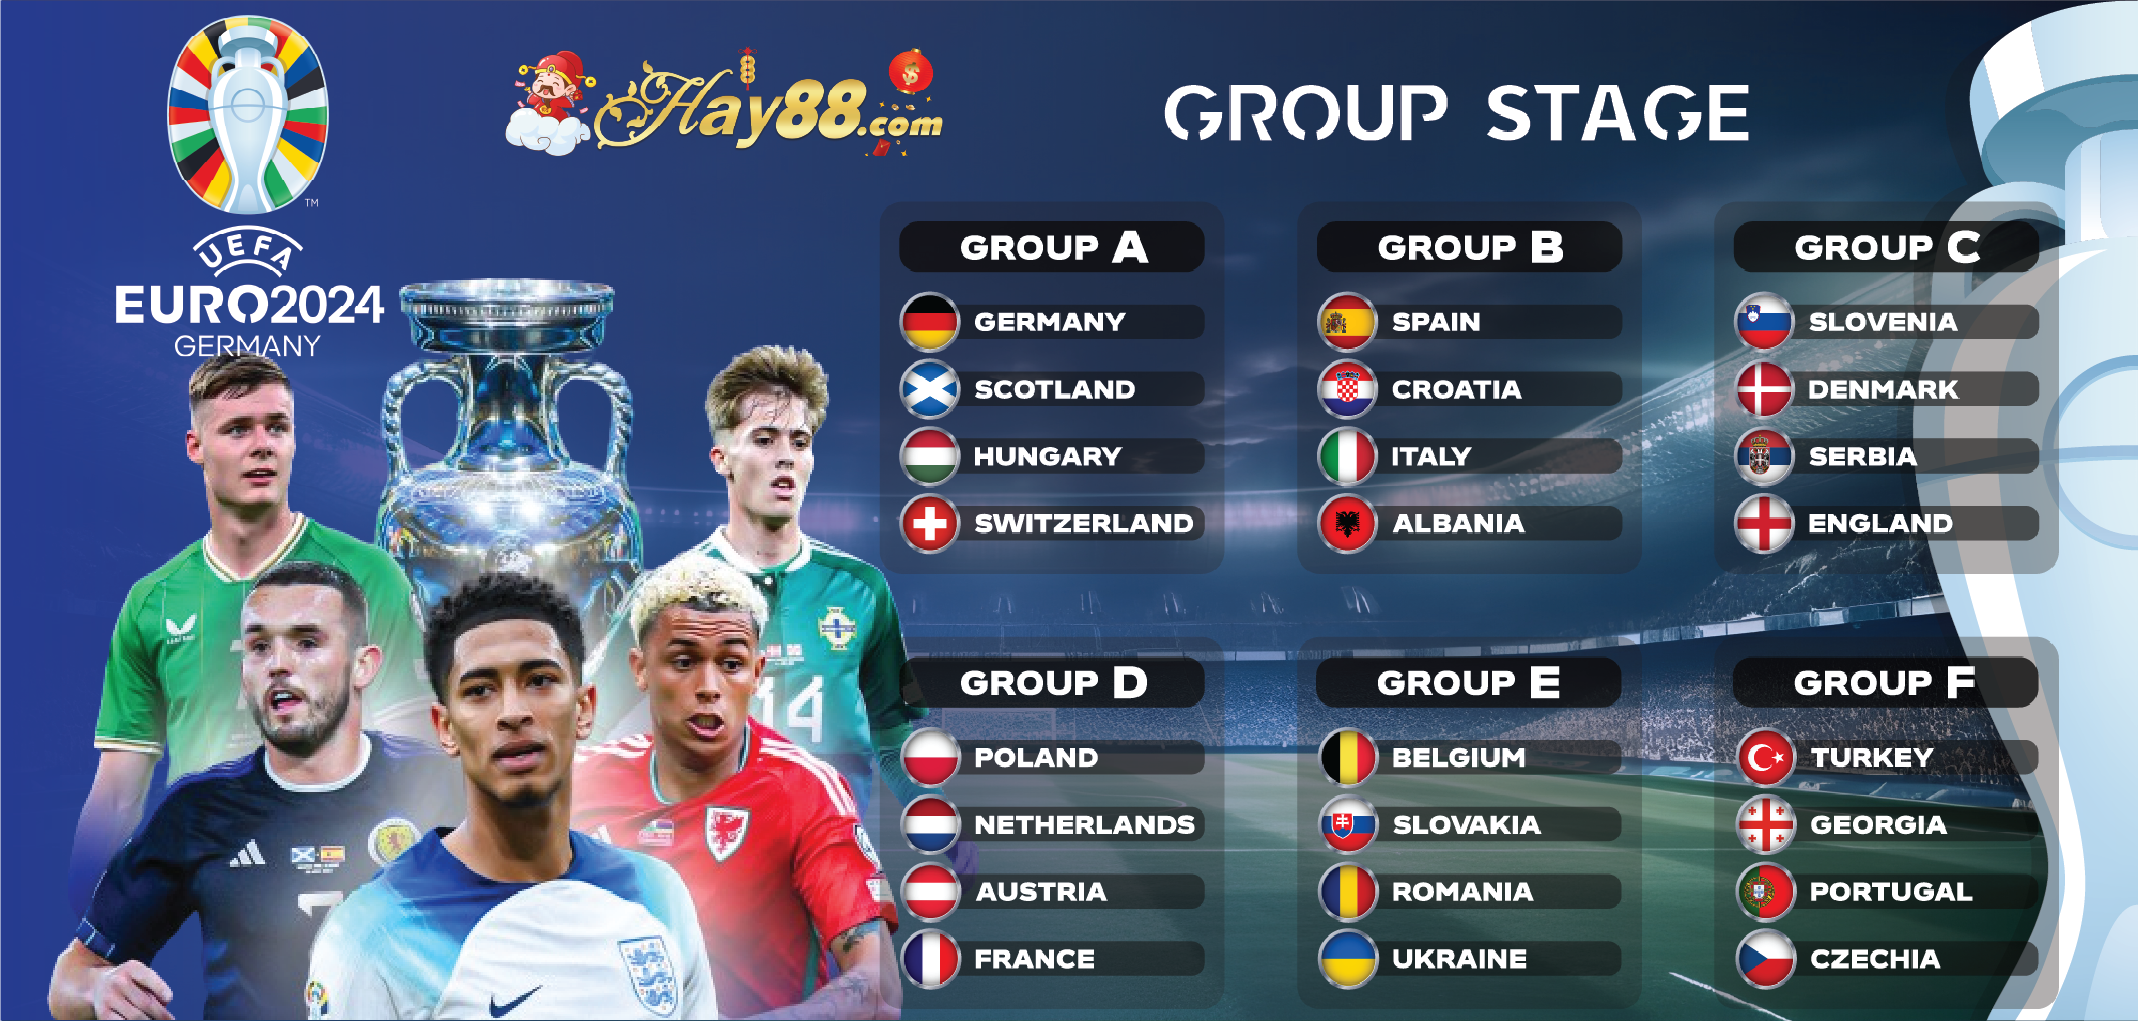 UEFA
EURO2024
GERMANY
TM
Hay88.com
$
GROUP STAGE
GROUP A
GERMANY
SCOTLAND
HUNGARY
SWITZERLAND
GROUP B
SPAIN
CROATIA
ITALY
ALBANIA
GROUP C
SLOVENIA
DENMARK
SERBIA
ENGLAND
GROUP D
POLAND
NETHERLANDS
AUSTRIA
FRANCE
GROUP E
BELGIUM
SLOVAKIA
ROMANIA
UKRAINE
GROUP F
TURKEY
GEORGIA
PORTUGAL
CZECHIA
14